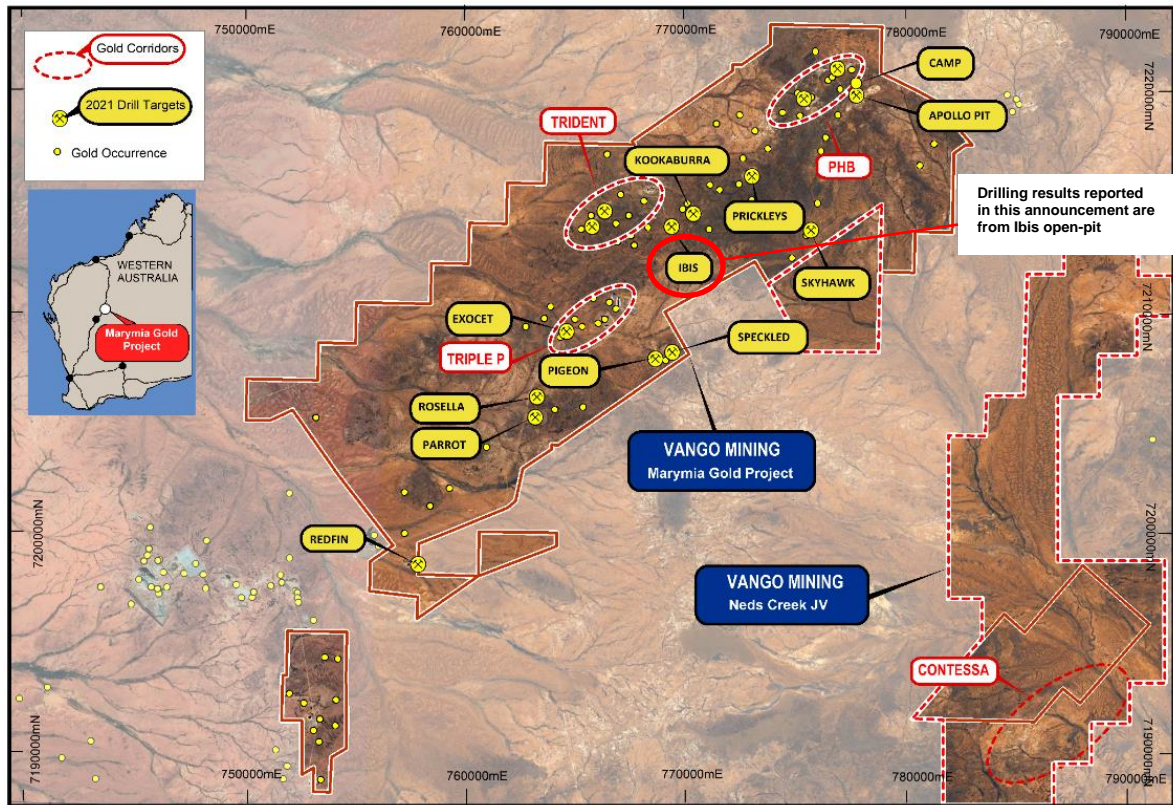 750000mE
760000mE
770000mE
780000mE
790000mE
Gold Corridors
2021 Drill Targets
Gold Occurrence
WESTERN
AUSTRALIA
Marymia Gold
Project
7220000mN
7220000mN
CAMP
APOLLO PIT
TRIDENT
PHB
KOOKABURRA
PRICKLEYS
Drilling results reported
in this announcement are
from Ibis open-pit
IBIS
SKYHAWK
7210000mN
7210000mN
EXOCET
TRIPLE P
SPECKLED
PIGEON
ROSELLA
PARROT
VANGO MINING
Marymia Gold Project
7200000mN
7200000mN
REDFIN
VANGO MINING
Neds Creek JV
CONTESSA
7190000mN
7190000mN
750000mE
760000mE
770000mE
780000mE
790000mE